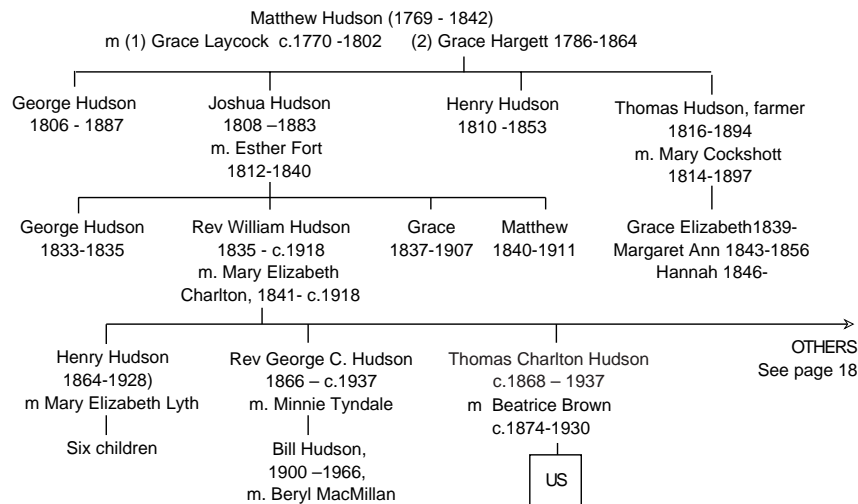 Matthew Hudson (1769 - 1842)
m (1) Grace Laycock c.1770 -1802 (2) Grace Hargett 1786-1864
George Hudson
1806 - 1887
Joshua Hudson
1808 –1883
m. Esther Fort
1812-1840
Henry Hudson
1810 -1853
Thomas Hudson, farmer
1816-1894
m. Mary Cockshott
1814-1897
George Hudson
1833-1835
Rev William Hudson
1835 - c.1918
m. Mary Elizabeth
Charlton, 1841- c.1918
Grace
1837-1907
Matthew
1840-1911
Grace Elizabeth1839-
Margaret Ann 1843-1856
Hannah 1846-
Henry Hudson
1864-1928)
m Mary Elizabeth Lyth
Six children
Rev George C. Hudson
1866 – c.1937
m. Minnie Tyndale
Bill Hudson,
1900 –1966,
m. Beryl MacMillan
Thomas Charlton Hudson
c.1868 – 1937
m Beatrice Brown
c.1874-1930
US
OTHERS
See page 18